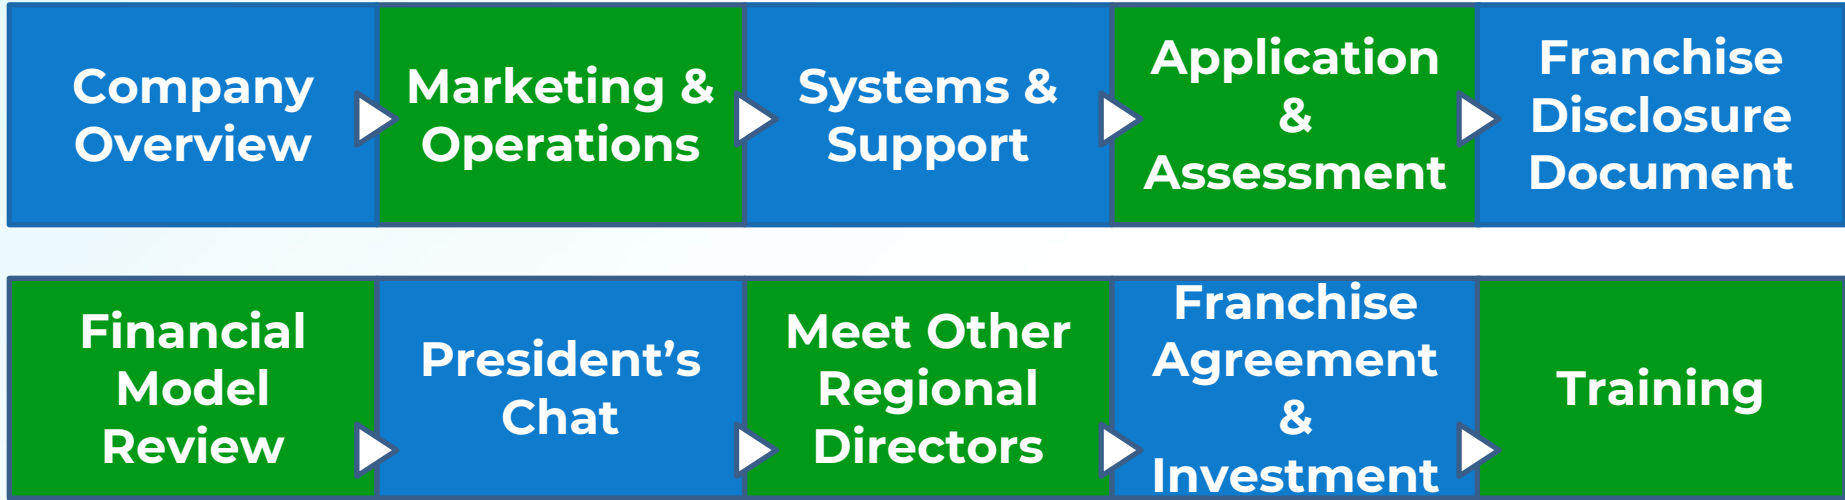 Company
Overview
Marketing &
Operations
Systems &
Support
Application
&
Assessment
Franchise
Disclosure
Document
Financial
Model
Review
President’s
Chat
Meet Other
Regional
Directors
Franchise
Agreement
&
Investment
Training